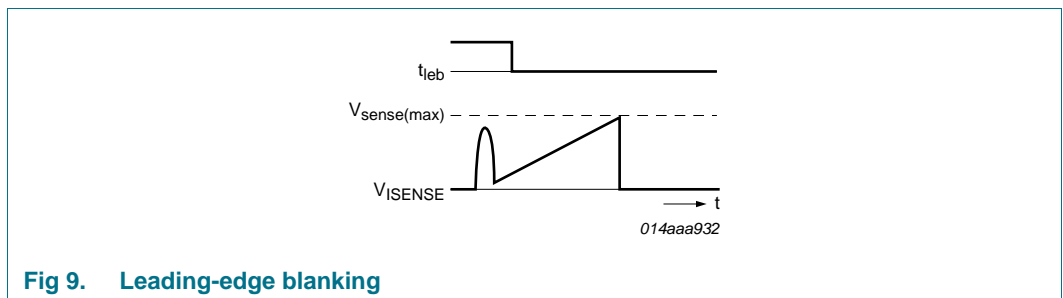 tleb
Vsense(max)
VISENSE
t
014aaa932
Fig 9. Leading-edge blanking